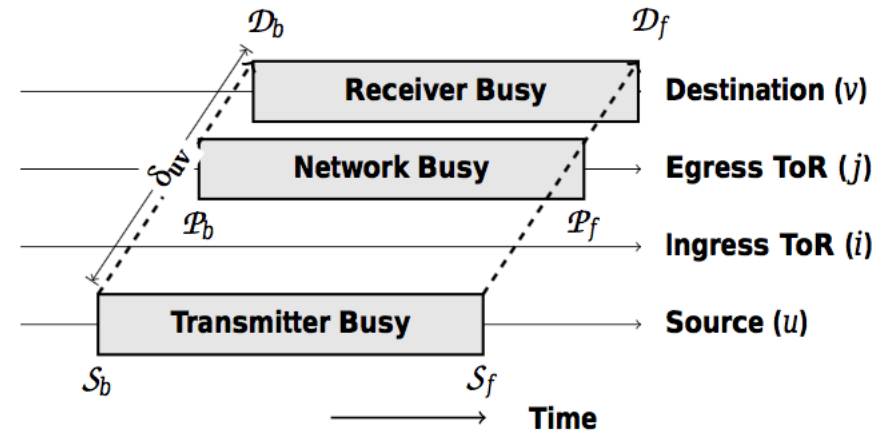 𝒟b
𝒟f
Receiver Busy
Destination (v)
δuv
Network Busy
Egress ToR (j)
𝒫b
𝒫f
Ingress ToR (i)
Transmitter Busy
Source (u)
𝒮b
𝒮f
Time